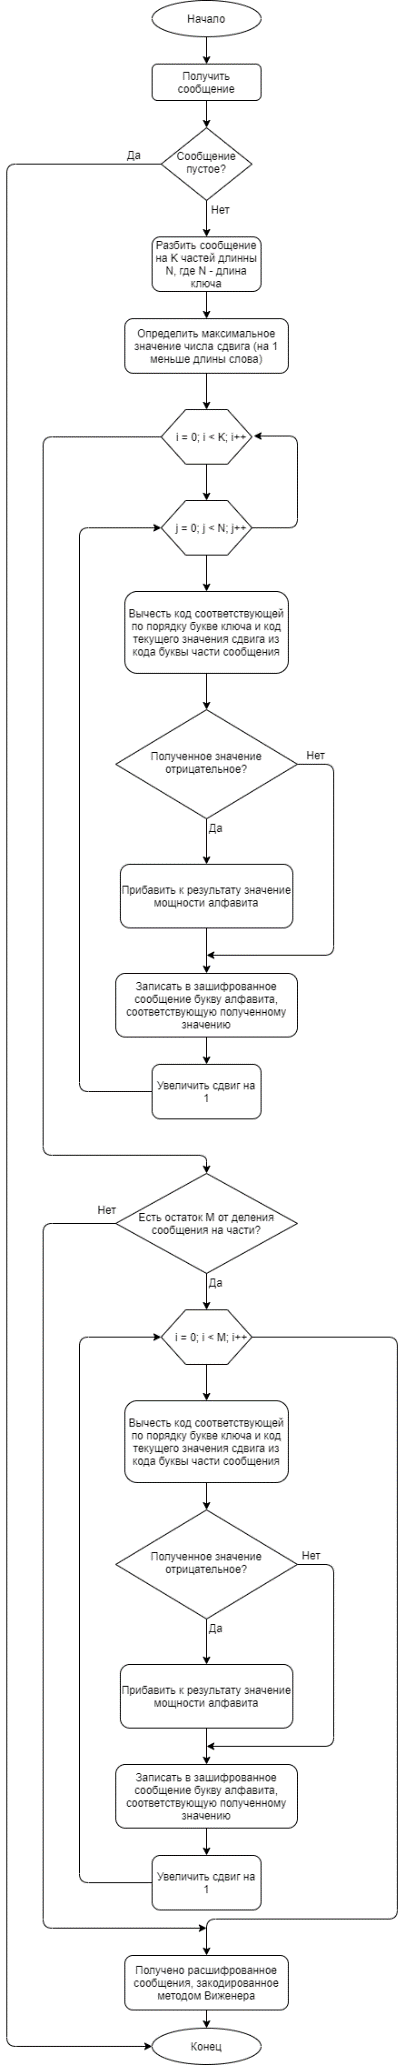 Начало
Получить
сообщение
Сообщение
пустое?
Да
Нет
Разбить сообщение
на K частей длинны
N, где N - длина
ключа
Определить максимальное
значение числа сдвига (на 1
меньше длины слова)
i = 0; i < K; i++
j = 0; j < N; j++
Вычесть код соответствующей
по порядку букве ключа и код
текущего значения сдвига из
кода буквы части сообщения
Полученное значение
отрицательное?
Нет
Да
Прибавить к результату значение
мощности алфавита
Записать в зашифрованное
сообщение букву алфавита,
соответствующую полученному
значению
Увеличить сдвиг на
1
Есть остаток M от деления
сообщения на части?
Нет
Да
i = 0; i < M; i++
Вычесть код соответствующей
по порядку букве ключа и код
текущего значения сдвига из
кода буквы части сообщения
Полученное значение
отрицательное?
Нет
Да
Прибавить к результату значение
мощности алфавита
Записать в зашифрованное
сообщение букву алфавита,
соответствующую полученному
значению
Увеличить сдвиг на
1
Получено расшифрованное
сообщения, закодированное
методом Виженера
Конец